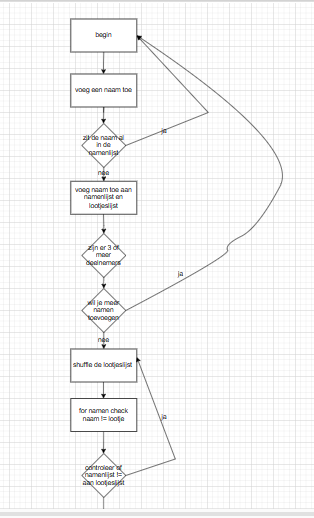 begin
voeg een naam toe
zit de naam al
in de
namenlijst
ja
nee
voeg naam toe aan
namenlijst en
lootjeslijst
zijn er 3 of
meer
deelnemers
ja
wil je meer
namen
toevoegen
nee
shuffle de lootjeslijst
for namen check
naam != lootje
ja
controleer of
namenlijst !=
aan lootjeslijst